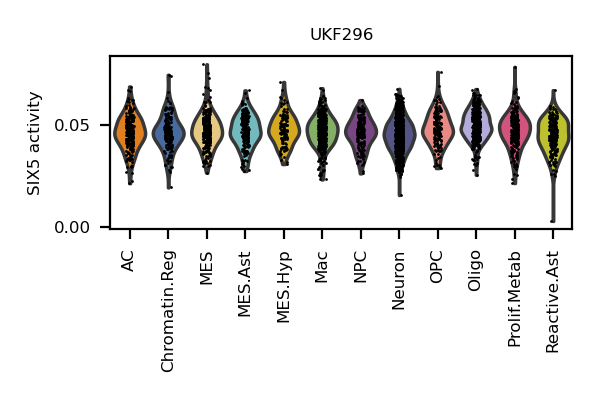 UKF296
SIX5 activity
0.05
0.00
AC
Chromatin.Reg
MES
MES.Ast
MES.Hyp
Mac
NPC
Neuron
OPC
Oligo
Prolif.Metab
Reactive.Ast